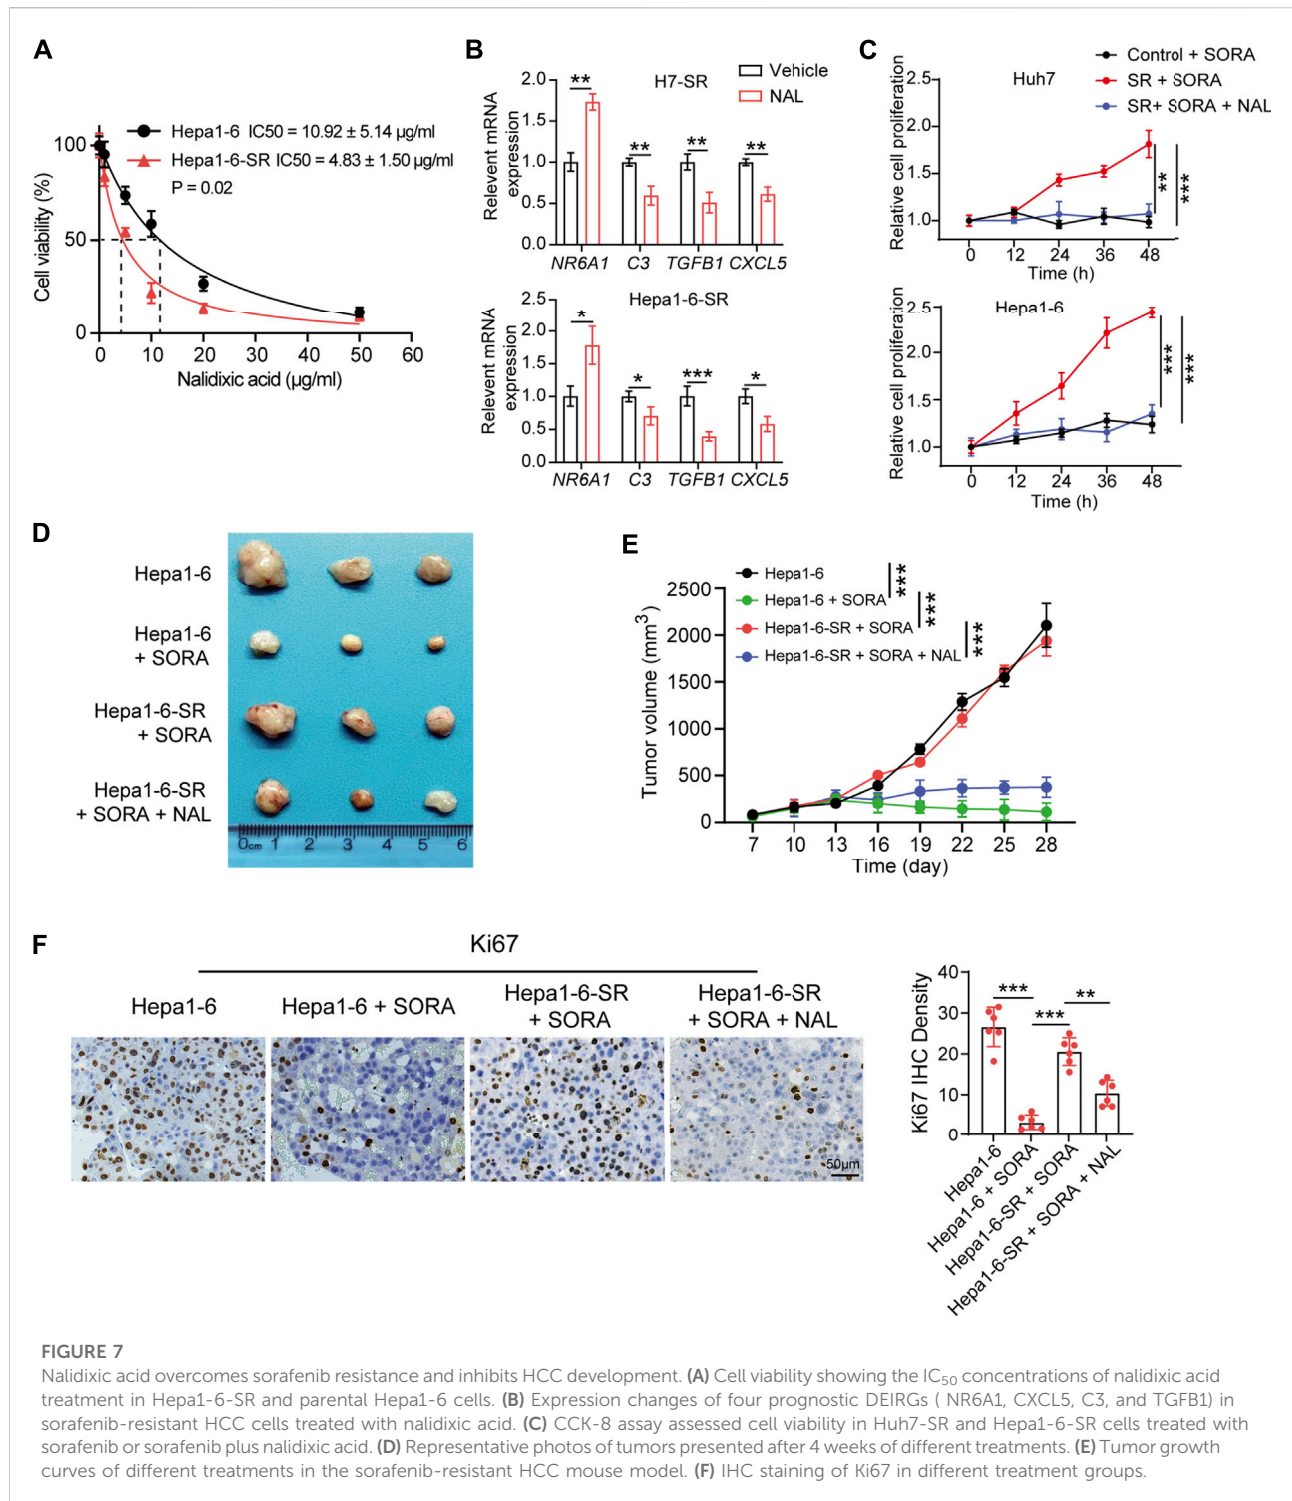 A
Hepa1-6 IC50 = 10.92 ± 5.14 µg/ml
Hepa1-6-SR IC50 = 4.83 ± 1.50 µg/ml
P = 0.02
Cell viability (%)
100
50
0
0 10 20 30 40 50 60
Nalidixic acid (µg/ml)
B
H7-SR
Vehicle
NAL
Relevent mRNA
expression
2.0
1.5
1.0
0.5
0.0
** ** ** **
NR6A1 C3 TGFB1 CXCL5
Hepa1-6-SR
Relevent mRNA
expression
2.5
2.0
1.5
1.0
0.5
0.0
* * *** *
NR6A1 C3 TGFB1 CXCL5
C
Control + SORA
SR + SORA
SR+ SORA + NAL
Huh7
Relative cell proliferation
2.5
2.0
1.5
1.0
** ***
0 12 24 36 48
Time (h)
Hepa1-6
Relative cell proliferation
2.5
2.0
1.5
1.0
*** ***
0 12 24 36 48
Time (h)
D
Hepa1-6
Hepa1-6
+ SORA
Hepa1-6-SR
+ SORA
Hepa1-6-SR
+ SORA + NAL
0cm 1 2 3 4 5 6
E
Hepa1-6
Hepa1-6 + SORA
Hepa1-6-SR + SORA
Hepa1-6-SR + SORA + NAL
*** *** ***
Tumor volume (mm³)
2500
2000
1500
1000
500
0
7 10 13 16 19 22 25 28
Time (day)
F
Ki67
Hepa1-6
Hepa1-6 + SORA
Hepa1-6-SR
+ SORA
Hepa1-6-SR
+ SORA + NAL
50µm
Ki67 IHC Density
40
30
20
10
0
*** *** **
Hepa1-6
Hepa1-6 + SORA
Hepa1-6-SR + SORA
Hepa1-6-SR + SORA + NAL
FIGURE 7
Nalidixic acid overcomes sorafenib resistance and inhibits HCC development. (A) Cell viability showing the IC₅₀ concentrations of nalidixic acid
treatment in Hepa1-6-SR and parental Hepa1-6 cells. (B) Expression changes of four prognostic DEIRGs ( NR6A1, CXCL5, C3, and TGFB1) in
sorafenib-resistant HCC cells treated with nalidixic acid. (C) CCK-8 assay assessed cell viability in Huh7-SR and Hepa1-6-SR cells treated with
sorafenib or sorafenib plus nalidixic acid. (D) Representative photos of tumors presented after 4 weeks of different treatments. (E) Tumor growth
curves of different treatments in the sorafenib-resistant HCC mouse model. (F) IHC staining of Ki67 in different treatment groups.